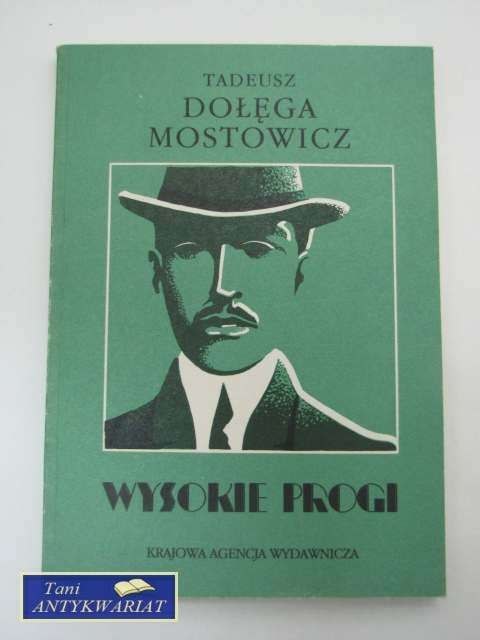 TADEUSZ
DOŁĘGA
MOSTOWICZ
WYSOKIE PROGI
KRAJOWA AGENCJA WYDAWNICZA
Tani
ANTYKWARIAT